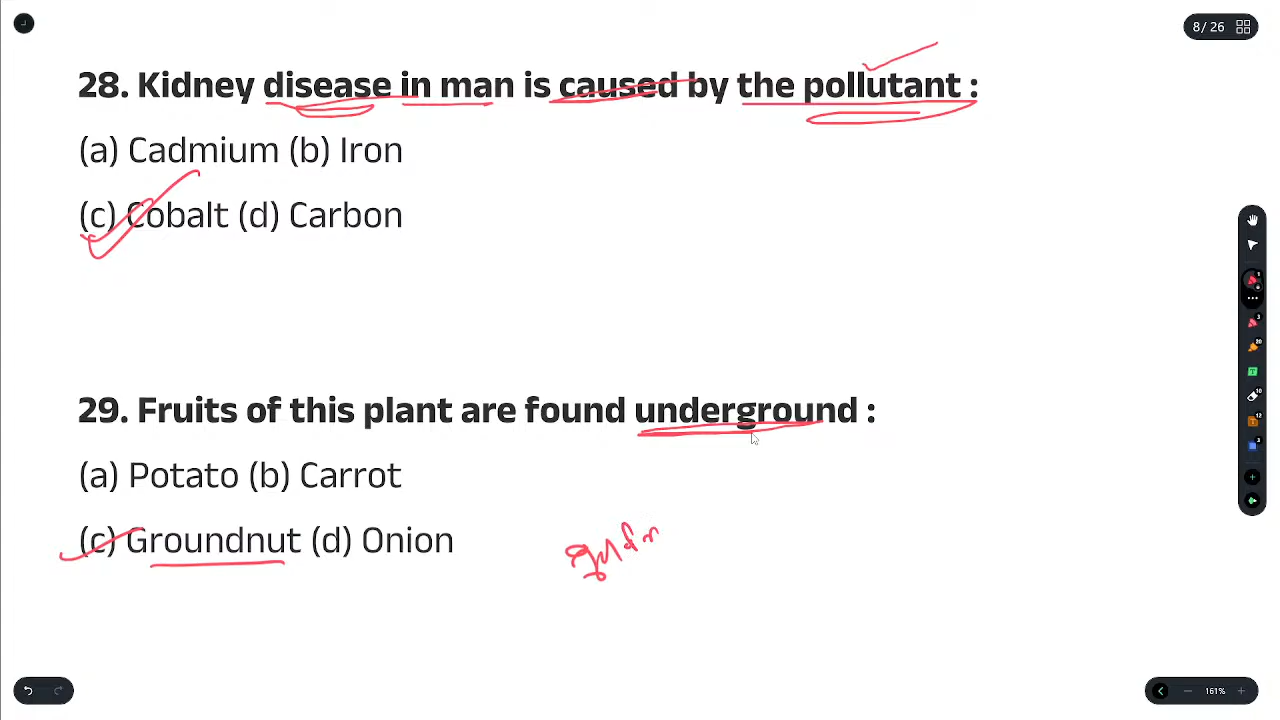 8/ 26
28. Kidney disease in man is caused by the pollutant :
(a) Cadmium (b) Iron
(c) Cobalt (d) Carbon
29. Fruits of this plant are found underground :
(a) Potato (b) Carrot
(c) Groundnut (d) Onion
161%